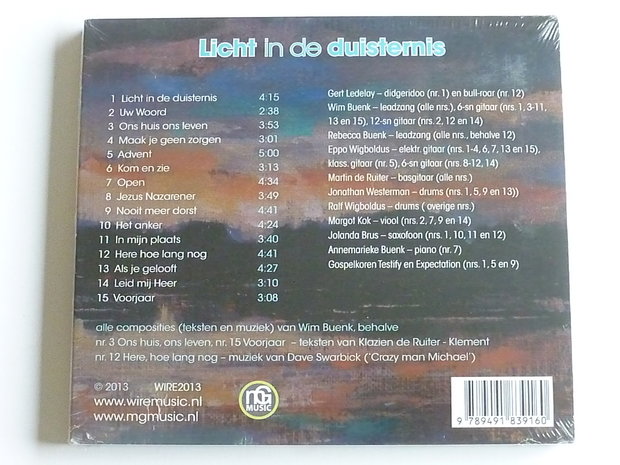 Licht in de duisternis
1 Licht in de duisternis 4:15
2 Uw Woord 2:38
3 Ons huis ons leven 3:53
4 Maak je geen zorgen 3:01
5 Advent 5:00
6 Kom en zie 3:13
7 Open 4:34
8 Jezus Nazarener 3:49
9 Nooit meer dorst 4:41
10 Het anker 4:24
11 In mijn plaats 3:40
12 Here hoe lang nog 4:41
13 Als je gelooft 4:27
14 Leid mij Heer 3:10
15 Voorjaar 3:08
Gert Ledelay – didgeridoo (nr. 1) en bull-roar (nr. 12)
Wim Buenk – leadzang (alle nrs.), 6-sn gitaar (nrs. 1, 3-11,
13 en 15), 12-sn gitaar (nrs. 2, 12 en 14)
Rebecca Buenk – leadzang (alle nrs., behalve 12)
Eppo Wigboldus – elektr. gitaar (nrs. 1-4, 6, 7, 13 en 15),
klass. gitaar (nr. 5), 6-sn gitaar (nrs. 8-12, 14)
Martin de Ruiter – basgitaar (alle nrs.)
Jonathan Westerman – drums (nrs. 1, 5, 9 en 13))
Ralf Wigboldus – drums ( overige nrs.)
Margot Kok – viool (nrs. 2, 7, 9 en 14)
Jolanda Brus – saxofoon (nrs. 1, 10, 11 en 12)
Annemarieke Buenk – piano (nr. 7)
Gospelkoren Testify en Expectation (nrs. 1, 5 en 9)
alle composities (teksten en muziek) van Wim Buenk, behalve
nr. 3 Ons huis, ons leven, nr. 15 Voorjaar – teksten van Klazien de Ruiter - Klement
nr. 12 Here, hoe lang nog – muziek van Dave Swarbick ('Crazy man Michael')
© 2013 WIRE2013
www.wiremusic.nl
www.mgmusic.nl
MG
MUSIC
9 789491 839160